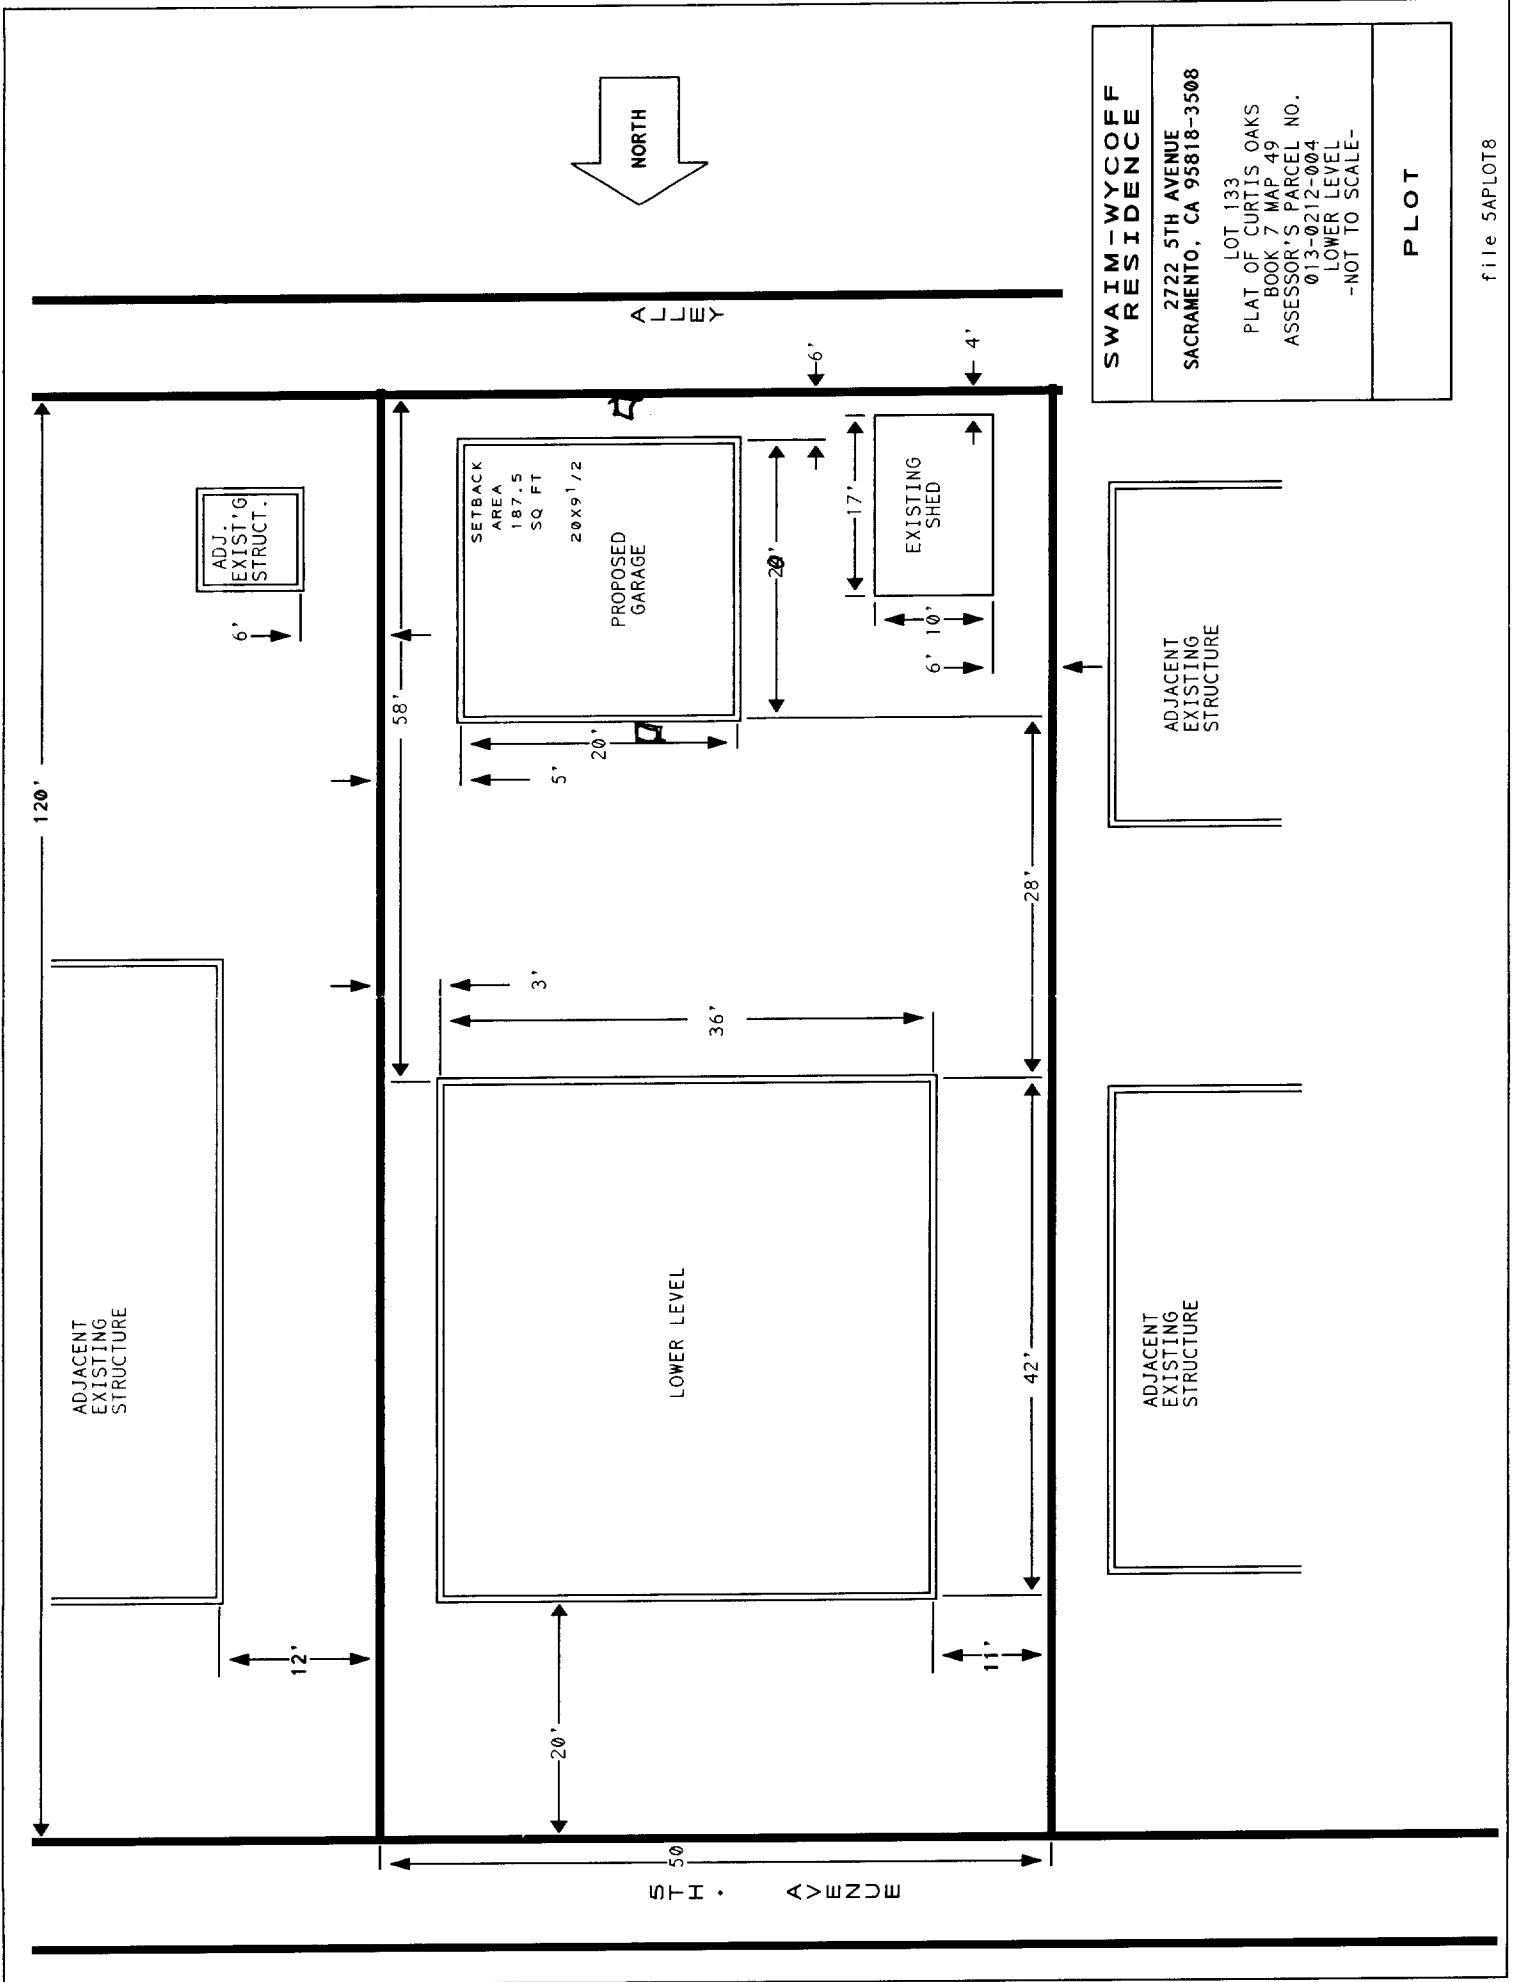 120'
ADJACENT
EXISTING
STRUCTURE
ADJ.
EXIST'G
STRUCT.
6'
12'
58'
3'
5'
20'
36'
LOWER LEVEL
20'
SETBACK
AREA
187.5
SQ FT
20X9 1/2
PROPOSED
GARAGE
6'
17'
EXISTING
SHED
10'
6'
4'
28'
42'
11'
50
5TH. AVENUE
ALLEY
NORTH
ADJACENT
EXISTING
STRUCTURE
ADJACENT
EXISTING
STRUCTURE
SWAIM-WYCOFF
RESIDENCE
2722 5TH AVENUE
SACRAMENTO, CA 95818-3508
LOT 133
PLAT OF CURTIS OAKS
BOOK 7 MAP 49
ASSESSOR'S PARCEL NO.
013-0212-004
LOWER LEVEL
-NOT TO SCALE-
PLOT
file 5APLOT8